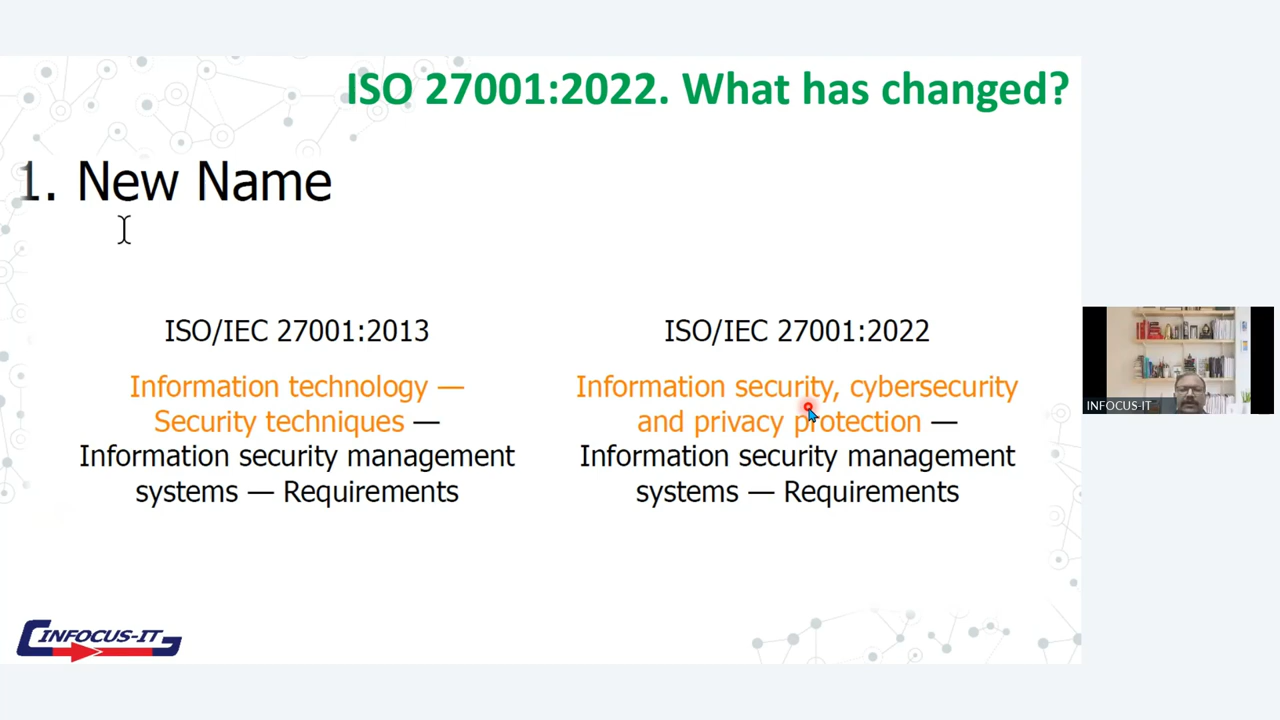 ISO 27001:2022. What has changed?
1. New Name
ISO/IEC 27001:2013
Information technology —
Security techniques —
Information security management
systems — Requirements
ISO/IEC 27001:2022
Information security, cybersecurity
and privacy protection —
Information security management
systems — Requirements
INFOCUS-IT
INFOCUS-IT